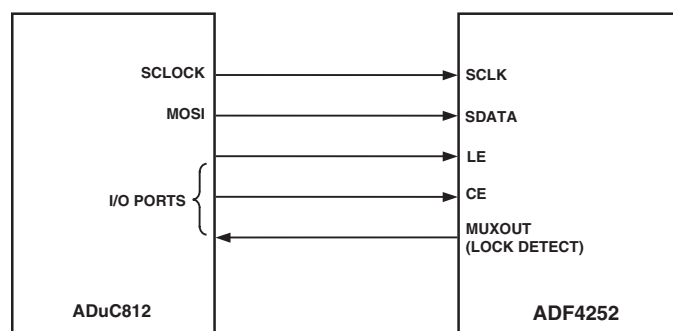 SCLOCK
SCLK
MOSI
SDATA
LE
I/O PORTS
CE
MUXOUT
(LOCK DETECT)
ADuC812
ADF4252